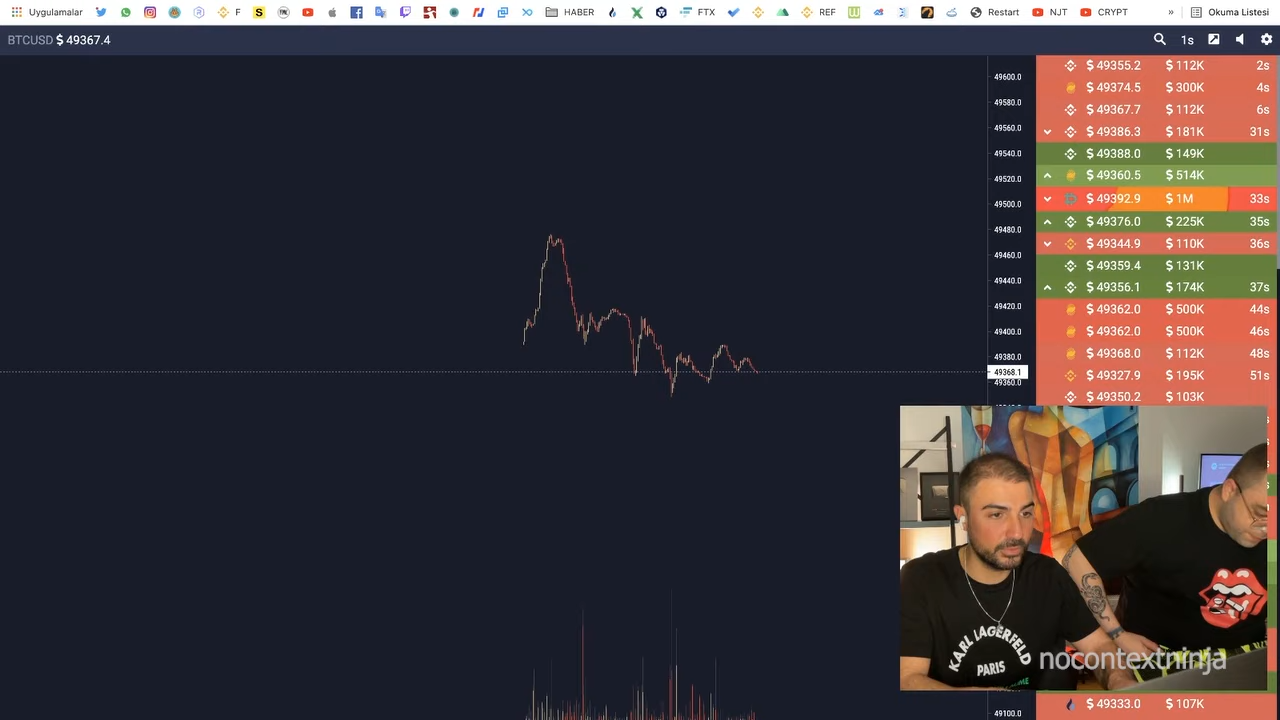 Uygulamalar F S HABER FTX REF Restart NJT CRYPT » Okuma Listesi
BTCUSD $ 49367.4 1s
49600.0
49580.0
49560.0
49540.0
49520.0
49500.0
49480.0
49460.0
49440.0
49420.0
49400.0
49380.0
49368.1
49360.0
49100.0
$ 49355.2 $ 112K 2s
$ 49374.5 $ 300K 4s
$ 49367.7 $ 112K 6s
$ 49386.3 $ 181K 31s
$ 49388.0 $ 149K
$ 49360.5 $ 514K
$ 49392.9 $ 1M 33s
$ 49376.0 $ 225K 35s
$ 49344.9 $ 110K 36s
$ 49359.4 $ 131K
$ 49356.1 $ 174K 37s
$ 49362.0 $ 500K 44s
$ 49362.0 $ 500K 46s
$ 49368.0 $ 112K 48s
$ 49327.9 $ 195K 51s
$ 49350.2 $ 103K
KARL LAGERFELD
PARIS
nocontextninja
$ 49333.0 $ 107K